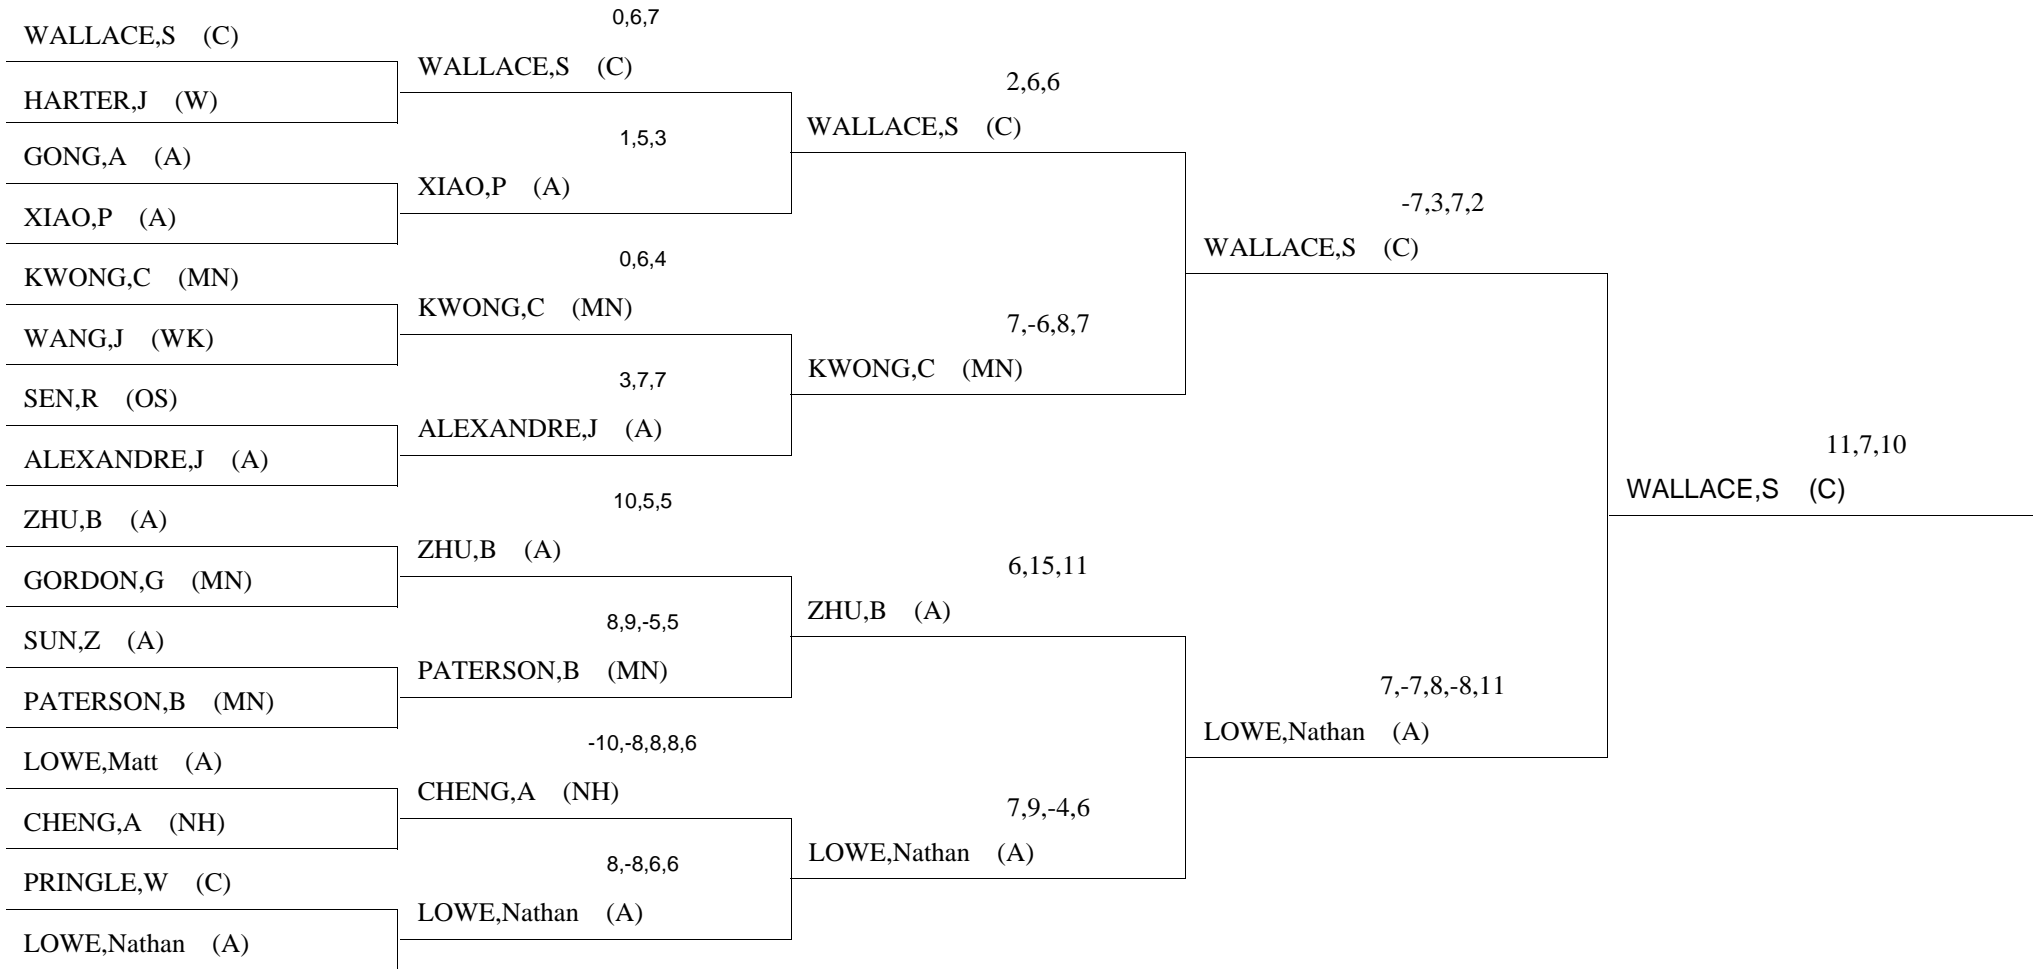 0,6,7
WALLACE,S (C)
WALLACE,S (C)
2,6,6
HARTER,J (W)
WALLACE,S (C)
1,5,3
GONG,A (A)
XIAO,P (A)
-7,3,7,2
XIAO,P (A)
WALLACE,S (C)
0,6,4
KWONG,C (MN)
KWONG,C (MN)
7,-6,8,7
WANG,J (WK)
KWONG,C (MN)
3,7,7
SEN,R (OS)
ALEXANDRE,J (A)
11,7,10
ALEXANDRE,J (A)
WALLACE,S (C)
10,5,5
ZHU,B (A)
ZHU,B (A)
6,15,11
GORDON,G (MN)
ZHU,B (A)
8,9,-5,5
SUN,Z (A)
PATERSON,B (MN)
7,-7,8,-8,11
PATERSON,B (MN)
LOWE,Nathan (A)
-10,-8,8,8,6
LOWE,Matt (A)
CHENG,A (NH)
7,9,-4,6
CHENG,A (NH)
LOWE,Nathan (A)
8,-8,6,6
PRINGLE,W (C)
LOWE,Nathan (A)
LOWE,Nathan (A)